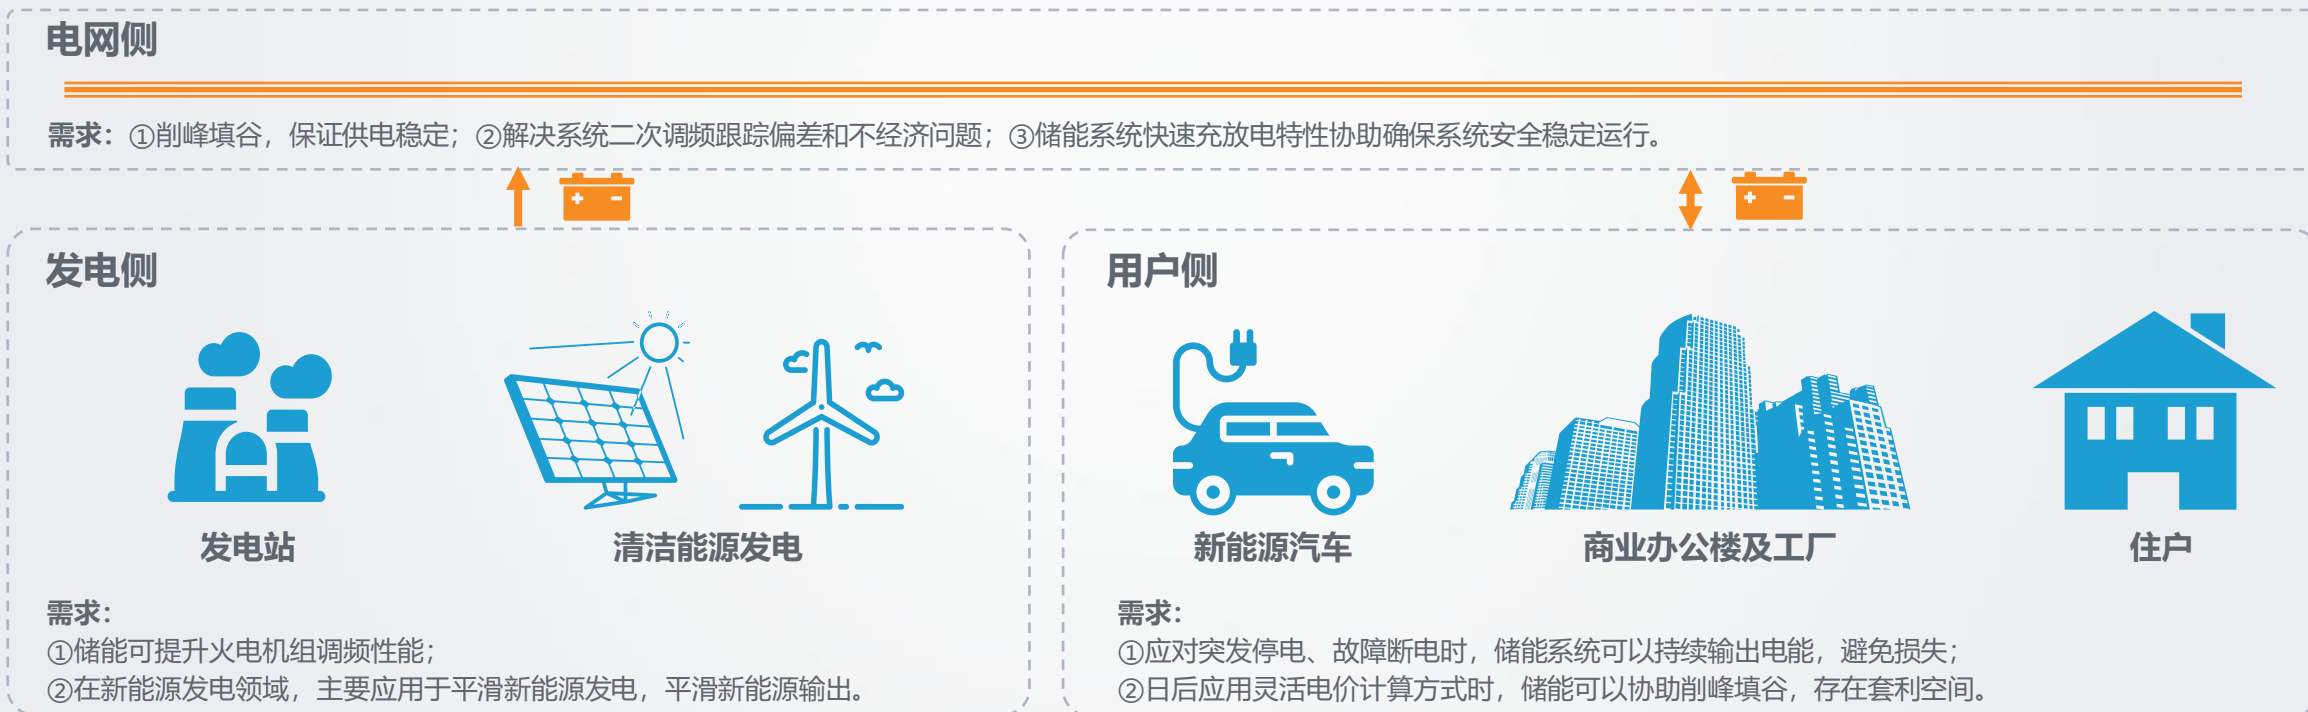 电网侧
需求：①削峰填谷，保证供电稳定；②解决系统二次调频跟踪偏差和不经济问题；③储能系统快速充放电特性协助确保系统安全稳定运行。
发电侧
发电站
清洁能源发电
需求：
①储能可提升火电机组调频性能；
②在新能源发电领域，主要应用于平滑新能源发电，平滑新能源输出。
用户侧
新能源汽车
商业办公楼及工厂
住户
需求：
①应对突发停电、故障断电时，储能系统可以持续输出电能，避免损失；
②日后应用灵活电价计算方式时，储能可以协助削峰填谷，存在套利空间。